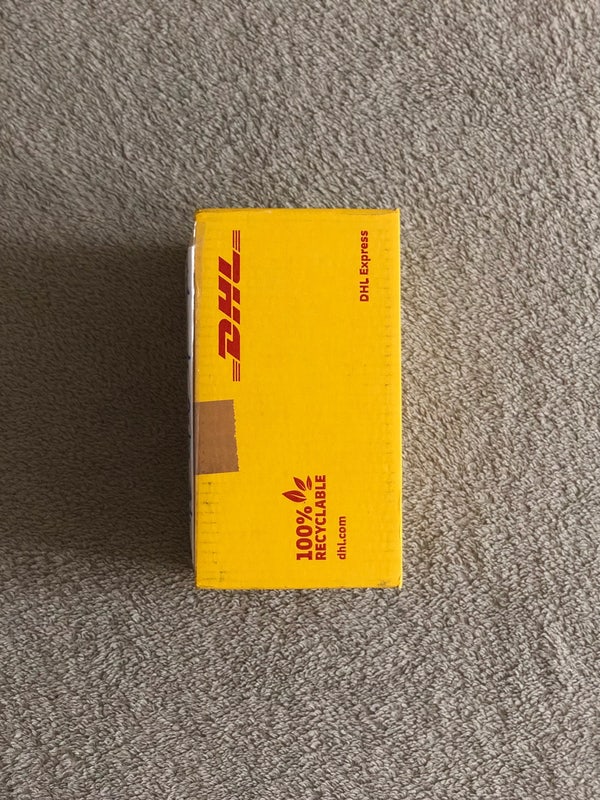 DHL
DHL Express
100%
RECYCLABLE
dhl.com